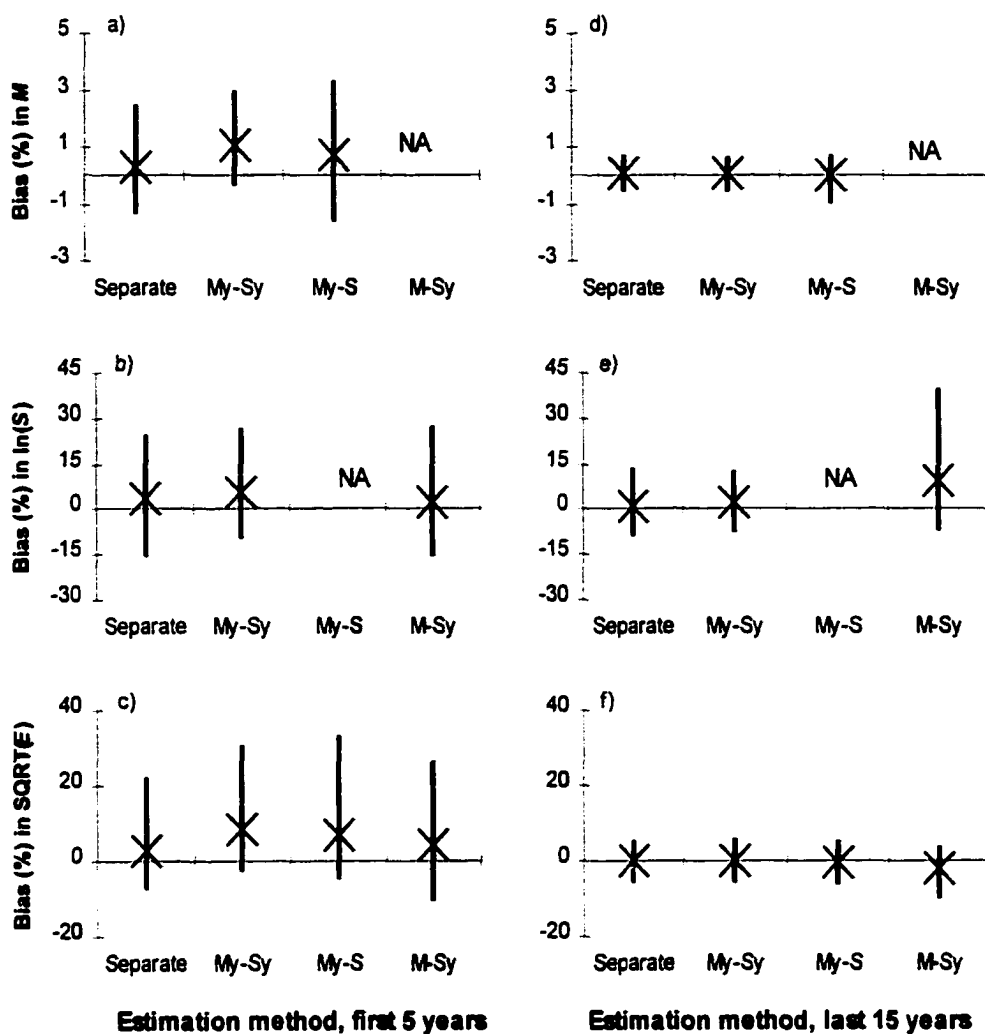 a)
Bias (%) in M
5
3
1
-1
-3
NA
Separate My-Sy My-S M-Sy
d)
5
3
1
-1
-3
NA
Separate My-Sy My-S M-Sy
b)
Bias (%) in ln(S)
45
30
15
0
-15
-30
NA
Separate My-Sy My-S M-Sy
e)
45
30
15
0
-15
-30
NA
Separate My-Sy My-S M-Sy
c)
Bias (%) in SQRT(F)
40
20
0
-20
Separate My-Sy My-S M-Sy
Estimation method, first 5 years
f)
40
20
0
-20
Separate My-Sy My-S M-Sy
Estimation method, last 15 years